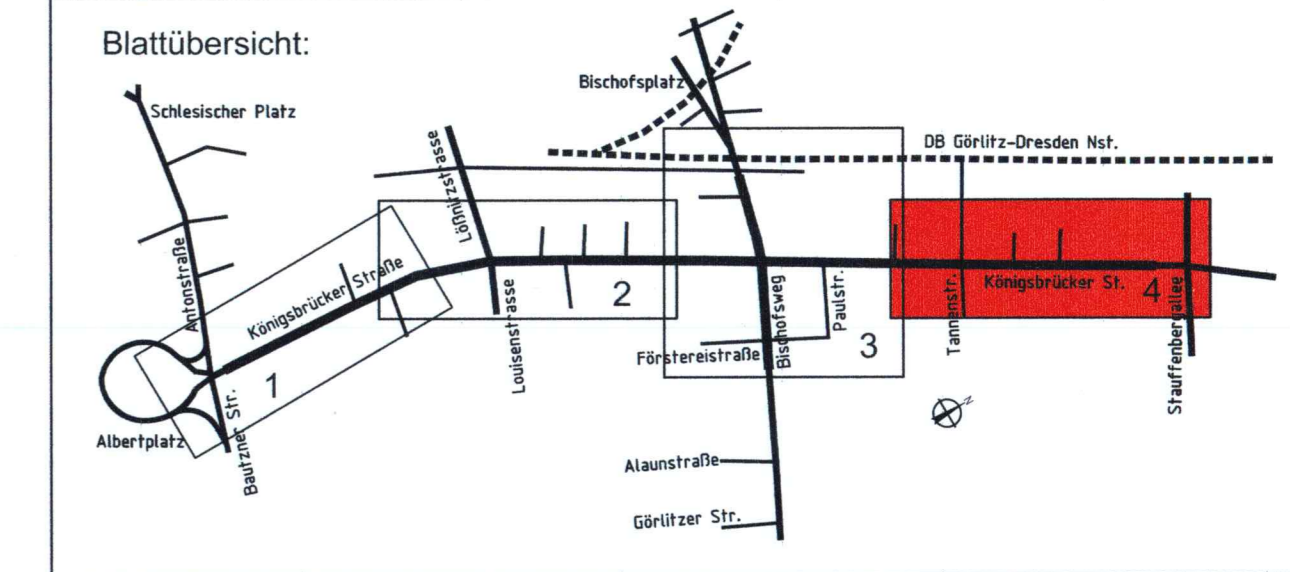 Blattübersicht:
Schlesischer Platz
Bischofsplatz
DB Görlitz-Dresden Nst.
Lößnitzstrasse
Antonstraße
Königsbrücker Straße
Louisenstrasse
2
Bischofsweg
Paulstr.
Tannenstr.
Königsbrücker St.
4
Stauffenbergallee
Förstereistraße
3
1
Albertplatz
Bautzner Str.
N
Alaunstraße
Görlitzer Str.